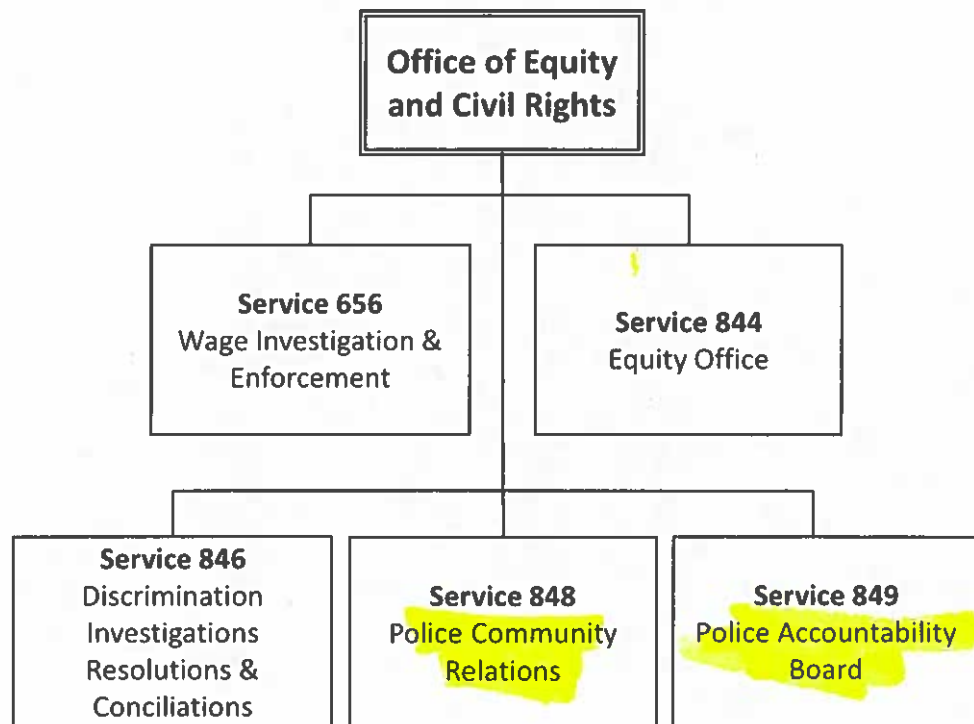 Office of Equity
and Civil Rights
Service 656
Wage Investigation &
Enforcement
Service 844
Equity Office
Service 846
Discrimination
Investigations
Resolutions &
Conciliations
Service 848
Police Community
Relations
Service 849
Police Accountability
Board